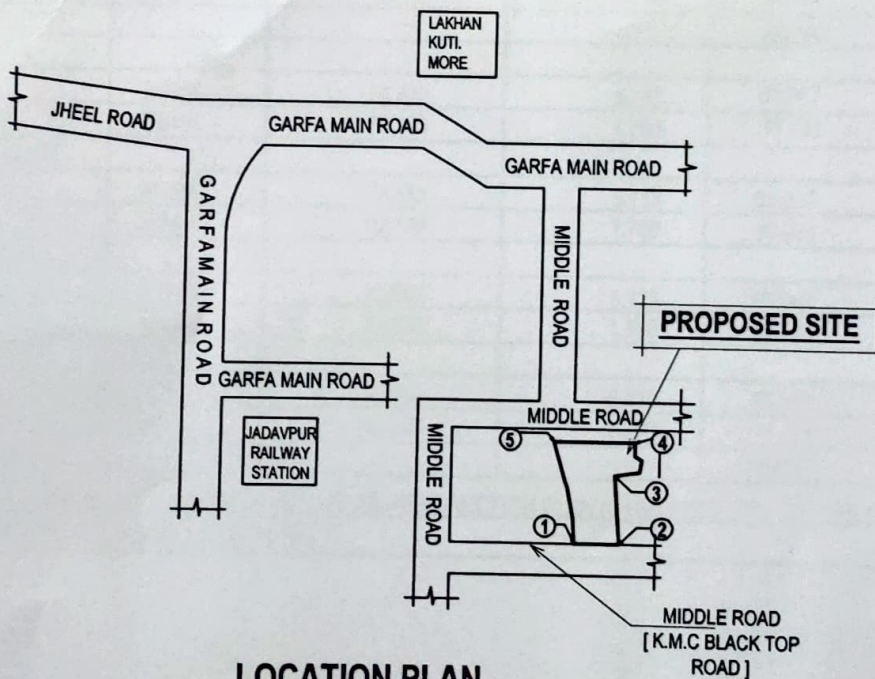 LAKHAN
KUTI.
MORE
JHEEL ROAD
GARFA MAIN ROAD
GARFA MAIN ROAD
GARFAMAIN ROAD
MIDDLE ROAD
PROPOSED SITE
GARFA MAIN ROAD
MIDDLE ROAD
JADAVPUR
RAILWAY
STATION
MIDDLE ROAD
5
4
3
1
2
MIDDLE ROAD
[ K.M.C BLACK TOP
ROAD ]
LOCATION PLAN